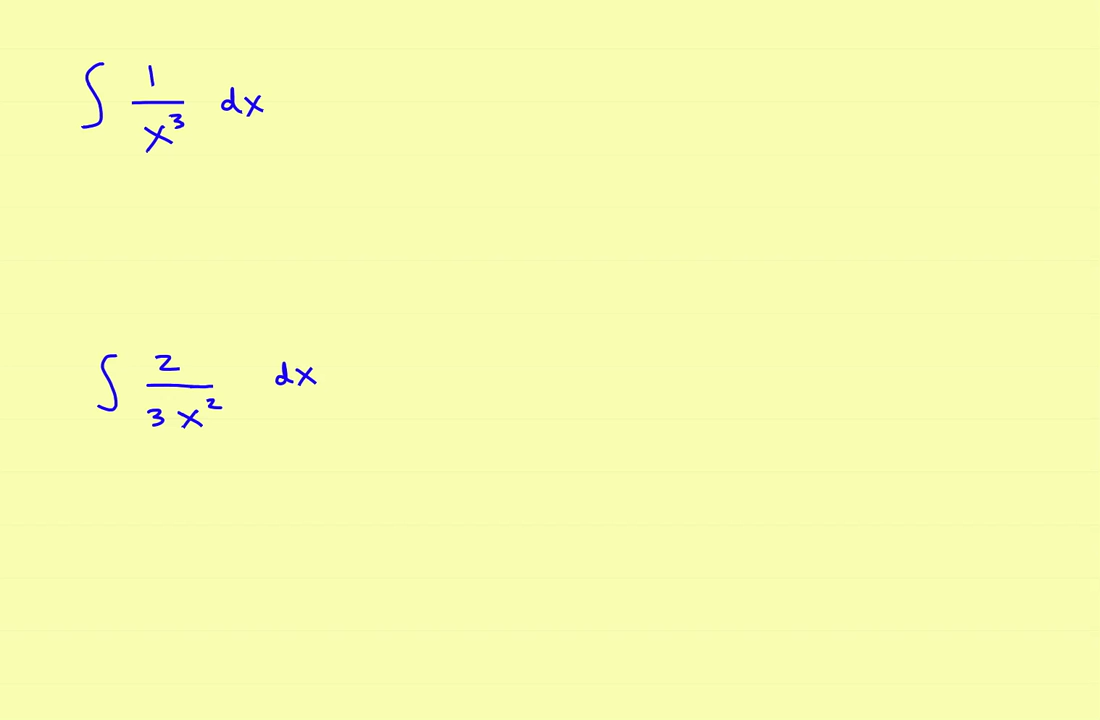 ∫ 1/x³ dx
∫ 2/3x² dx